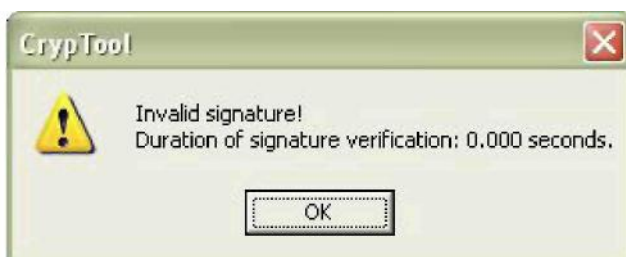 CrypTool
Invalid signature!
Duration of signature verification: 0.000 seconds.
OK